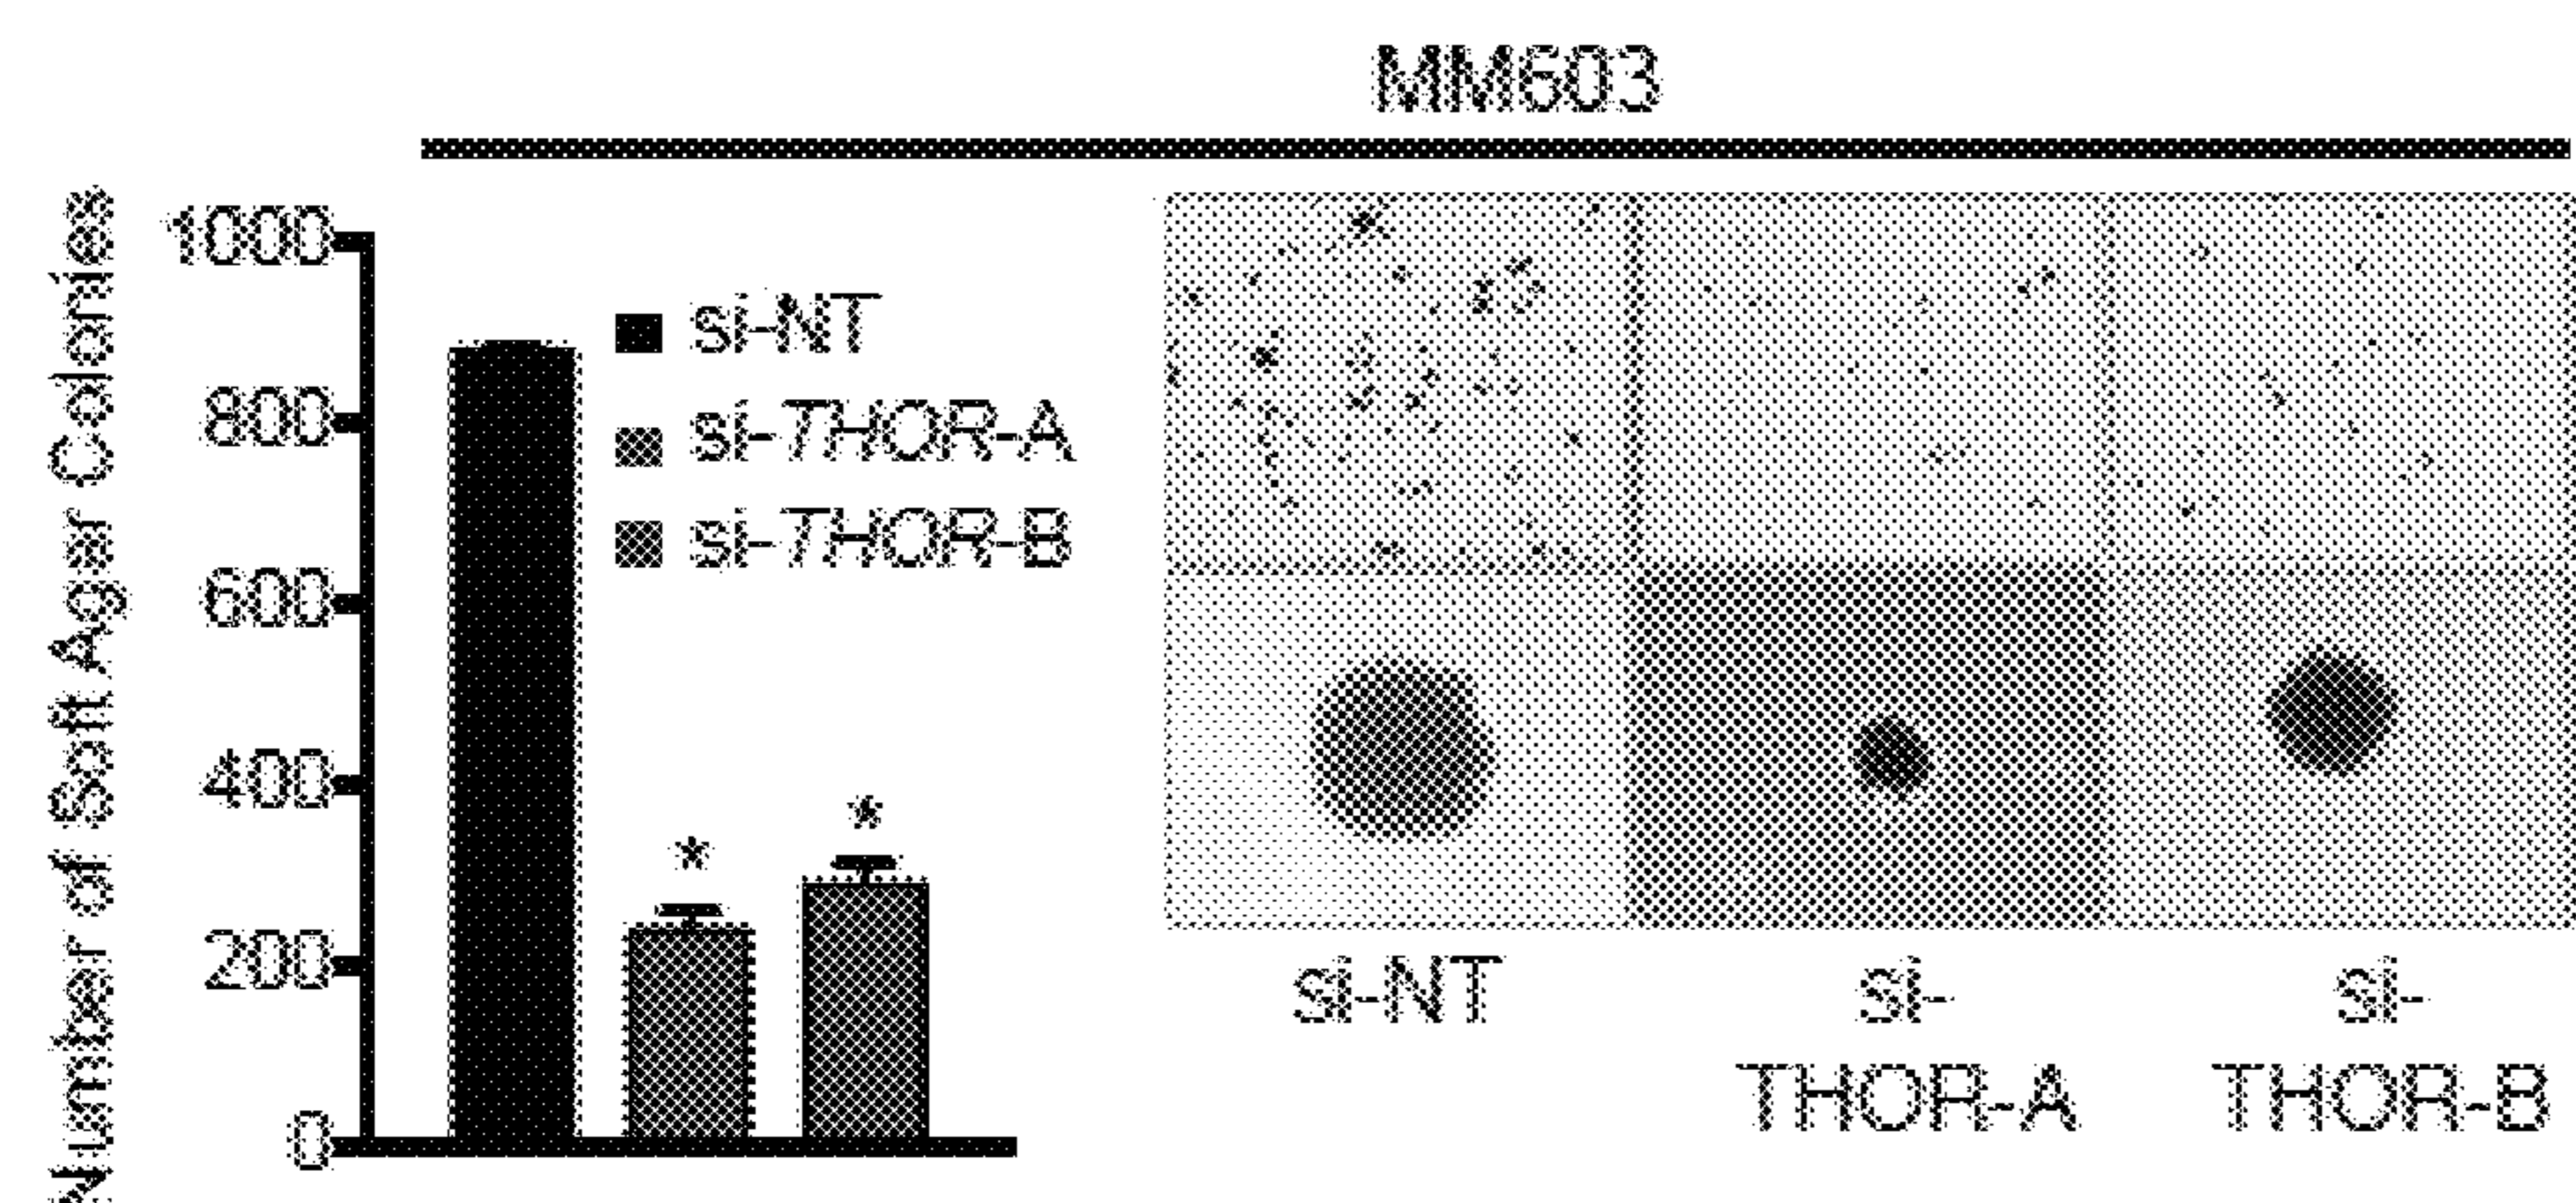 MM603
Number of Soft Agar Colonies
1000
800
600
400
200
0
si-NT
si-THOR-A
si-THOR-B
*
*
si-NT
si-
THOR-A
si-
THOR-B